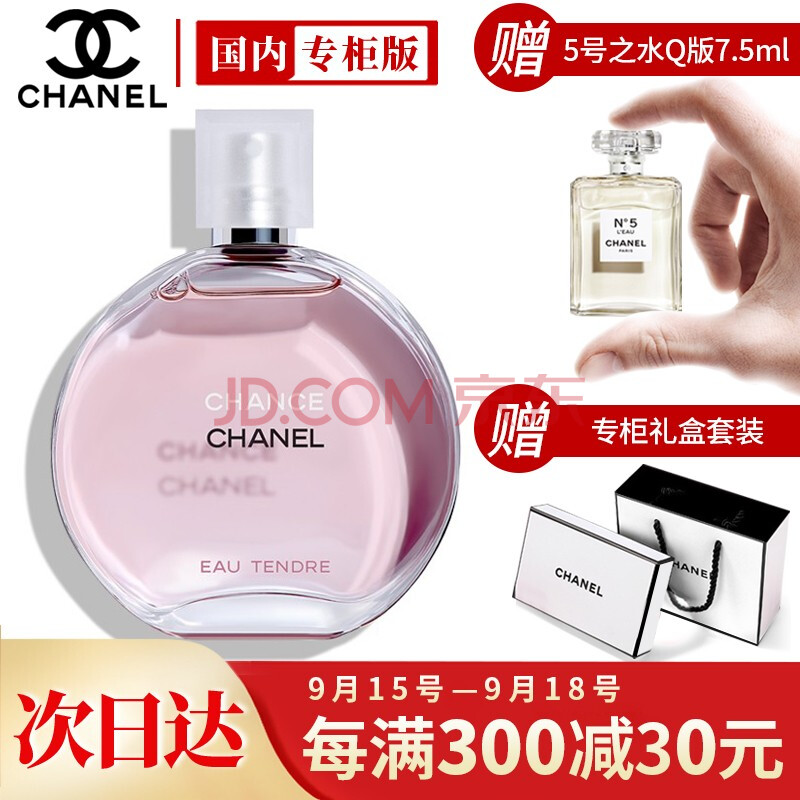 CHANEL
国内专柜版
赠 5号之水Q版7.5ml
N°5
L'EAU
CHANEL
PARIS
CHANCE
CHANEL
CHANCE
CHANEL
EAU TENDRE
JD.COM 京东
赠 专柜礼盒套装
CHANEL
CHANEL
次日达
9月15号—9月18号
每满300减30元